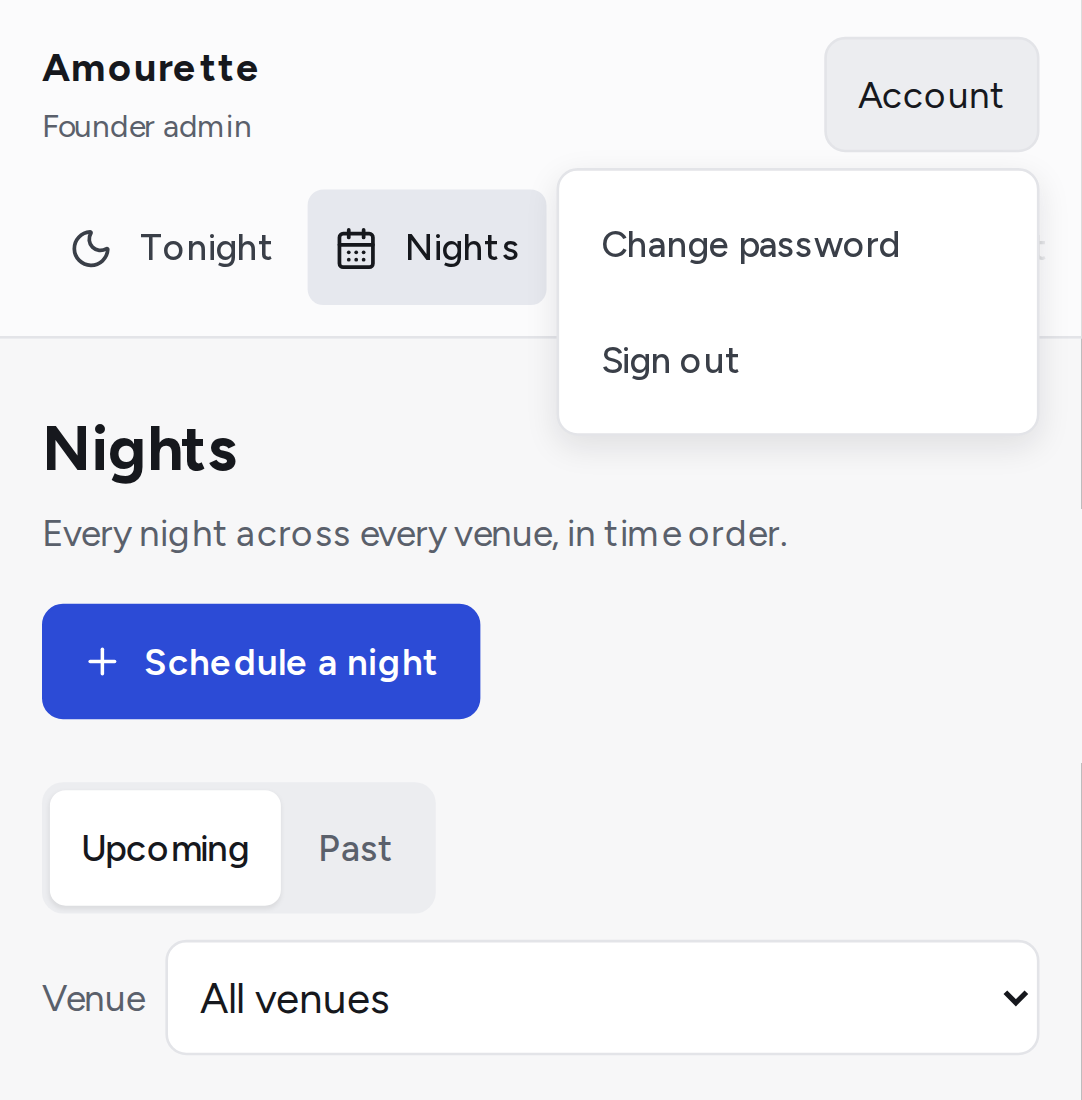 Amourette
Founder admin
Account
Tonight
Nights
Change password
Sign out
Nights
Every night across every venue, in time order.
Schedule a night
Upcoming
Past
Venue
All venues